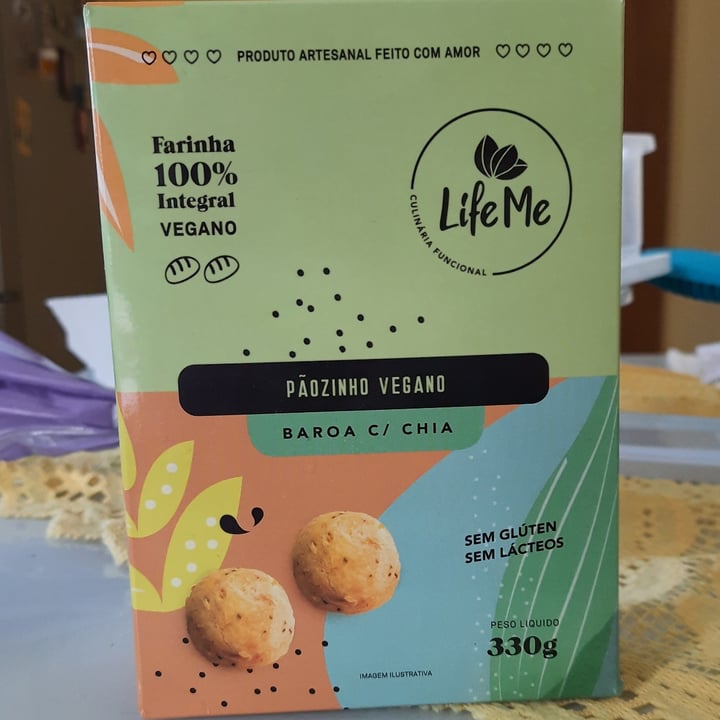 PRODUTO ARTESANAL FEITO COM AMOR
Farinha
100%
Integral
VEGANO
LifeMe
CULINÁRIA FUNCIONAL
PÃOZINHO VEGANO
BAROA C/ CHIA
SEM GLÚTEN
SEM LÁCTEOS
PESO LÍQUIDO
330g
IMAGEM ILUSTRATIVA